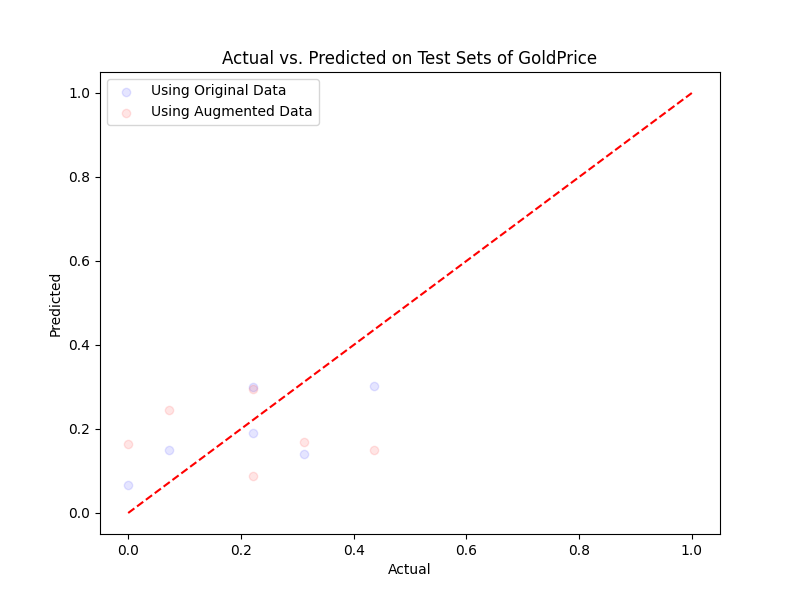 Actual vs. Predicted on Test Sets of GoldPrice
Using Original Data
Using Augmented Data
1.0
0.8
0.6
0.4
0.2
0.0
Predicted
0.0 0.2 0.4 0.6 0.8 1.0
Actual